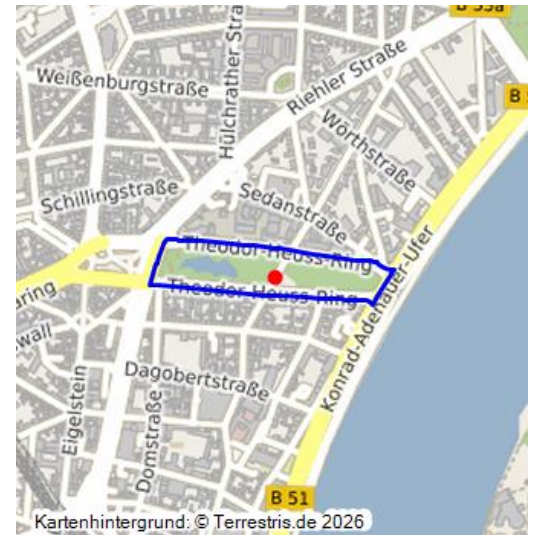 B 55a
Weißenburgstraße
Hülchrather Stra
Riehler Straße
B
Wörthstraße
Schillingstraße
Sedanstraße
Theodor-Heuss-Ring
Theodor-Heuss-Ring
Konrad-Adenauer-Ufer
aring
wall
Eigelstein
Dagobertstraße
Domstraße
B 51
Kartenhintergrund: © Terrestris.de 2026